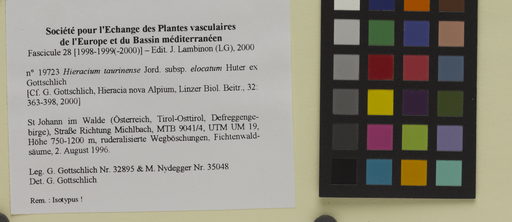 Société pour l'Echange des Plantes vasculaires
de l'Europe et du Bassin méditerranéen
Fascicule 28 [1998-1999(-2000)] – Edit. J. Lambinon (LG), 2000
n° 19723 Hieracium taurinense Jord. subsp. elocatum Huter ex
Gottschlich
[Cf. G. Gottschlich, Hieracia nova Alpium, Linzer Biol. Beitr., 32:
363-398, 2000]
St Johann im Walde (Österreich, Tirol-Osttirol, Defreggenge-
birge), Straße Richtung Michlbach, MTB 9041/4, UTM UM 19,
Höhe 750-1200 m, ruderalisierte Wegböschungen, Fichtenwald-
säume, 2. August 1996.
Leg. G. Gottschlich Nr. 32895 & M. Nydegger Nr. 35048
Det. G. Gottschlich
Rem. : Isotypus !